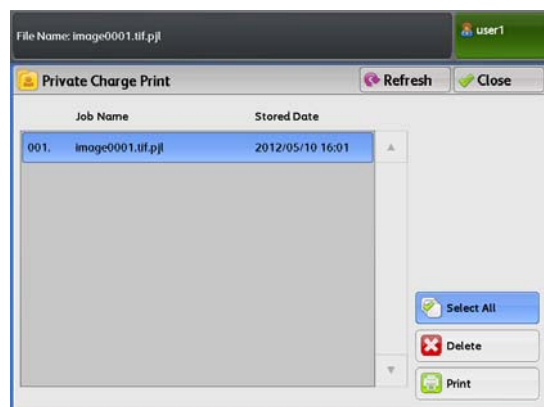 File Name: image0001.tif.pjl
user1
Private Charge Print
Refresh
Close
Job Name Stored Date
001. image0001.tif.pjl 2012/05/10 16:01
Select All
Delete
Print